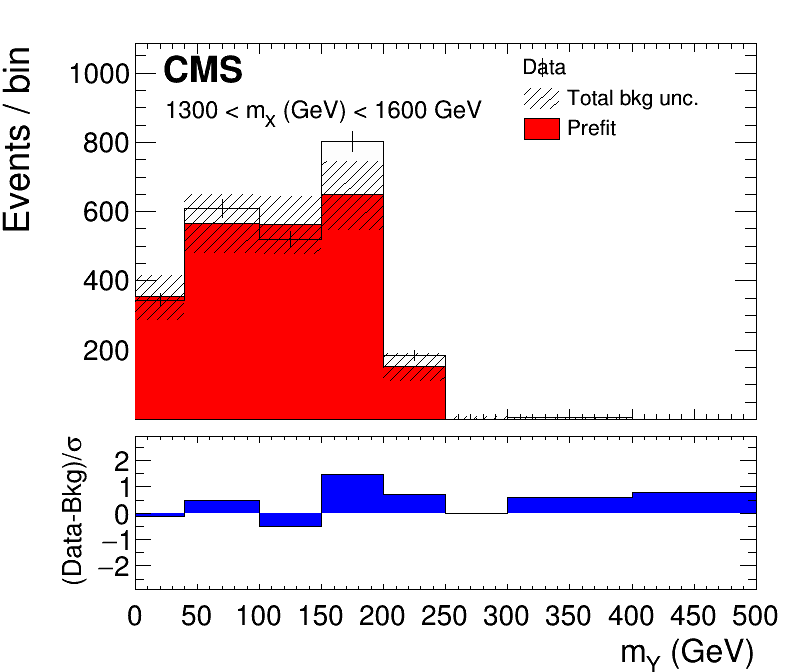 CMS
1300 < mX (GeV) < 1600 GeV
Data
Total bkg unc.
Prefit
Events / bin
1000
800
600
400
200
(Data-Bkg)/σ
2
1
0
−1
−2
0 50 100 150 200 250 300 350 400 450 500
mY (GeV)